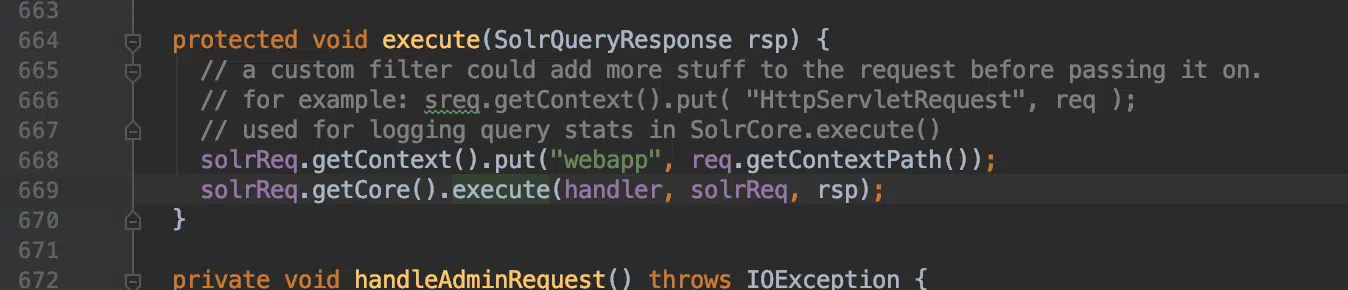 663
664 protected void execute(SolrQueryResponse rsp) {
665 // a custom filter could add more stuff to the request before passing it on.
666 // for example: sreq.getContext().put( "HttpServletRequest", req );
667 // used for logging query stats in SolrCore.execute()
668 solrReq.getContext().put("webapp", req.getContextPath());
669 solrReq.getCore().execute(handler, solrReq, rsp);
670 }
671
672 private void handleAdminRequest() throws IOException {